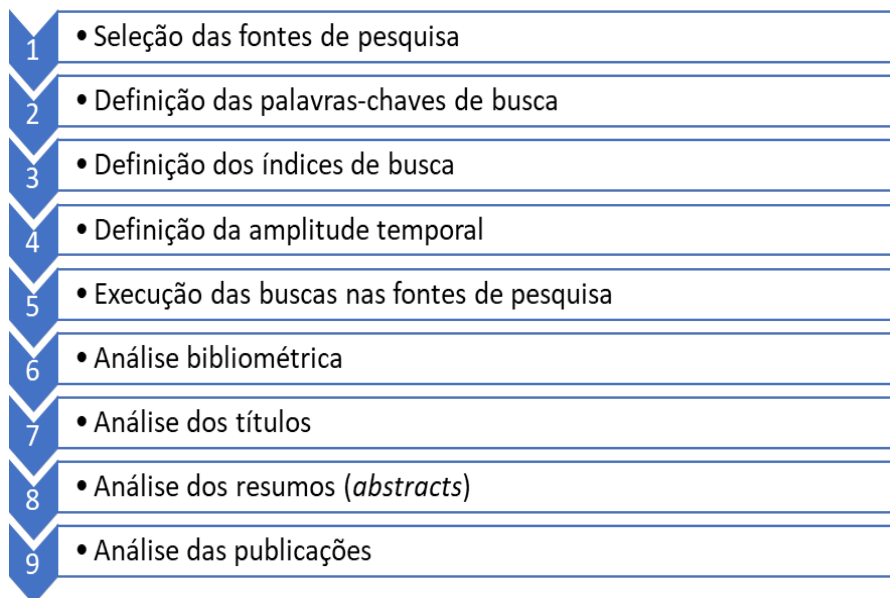 1 • Seleção das fontes de pesquisa
2 • Definição das palavras-chaves de busca
3 • Definição dos índices de busca
4 • Definição da amplitude temporal
5 • Execução das buscas nas fontes de pesquisa
6 • Análise bibliométrica
7 • Análise dos títulos
8 • Análise dos resumos (abstracts)
9 • Análise das publicações